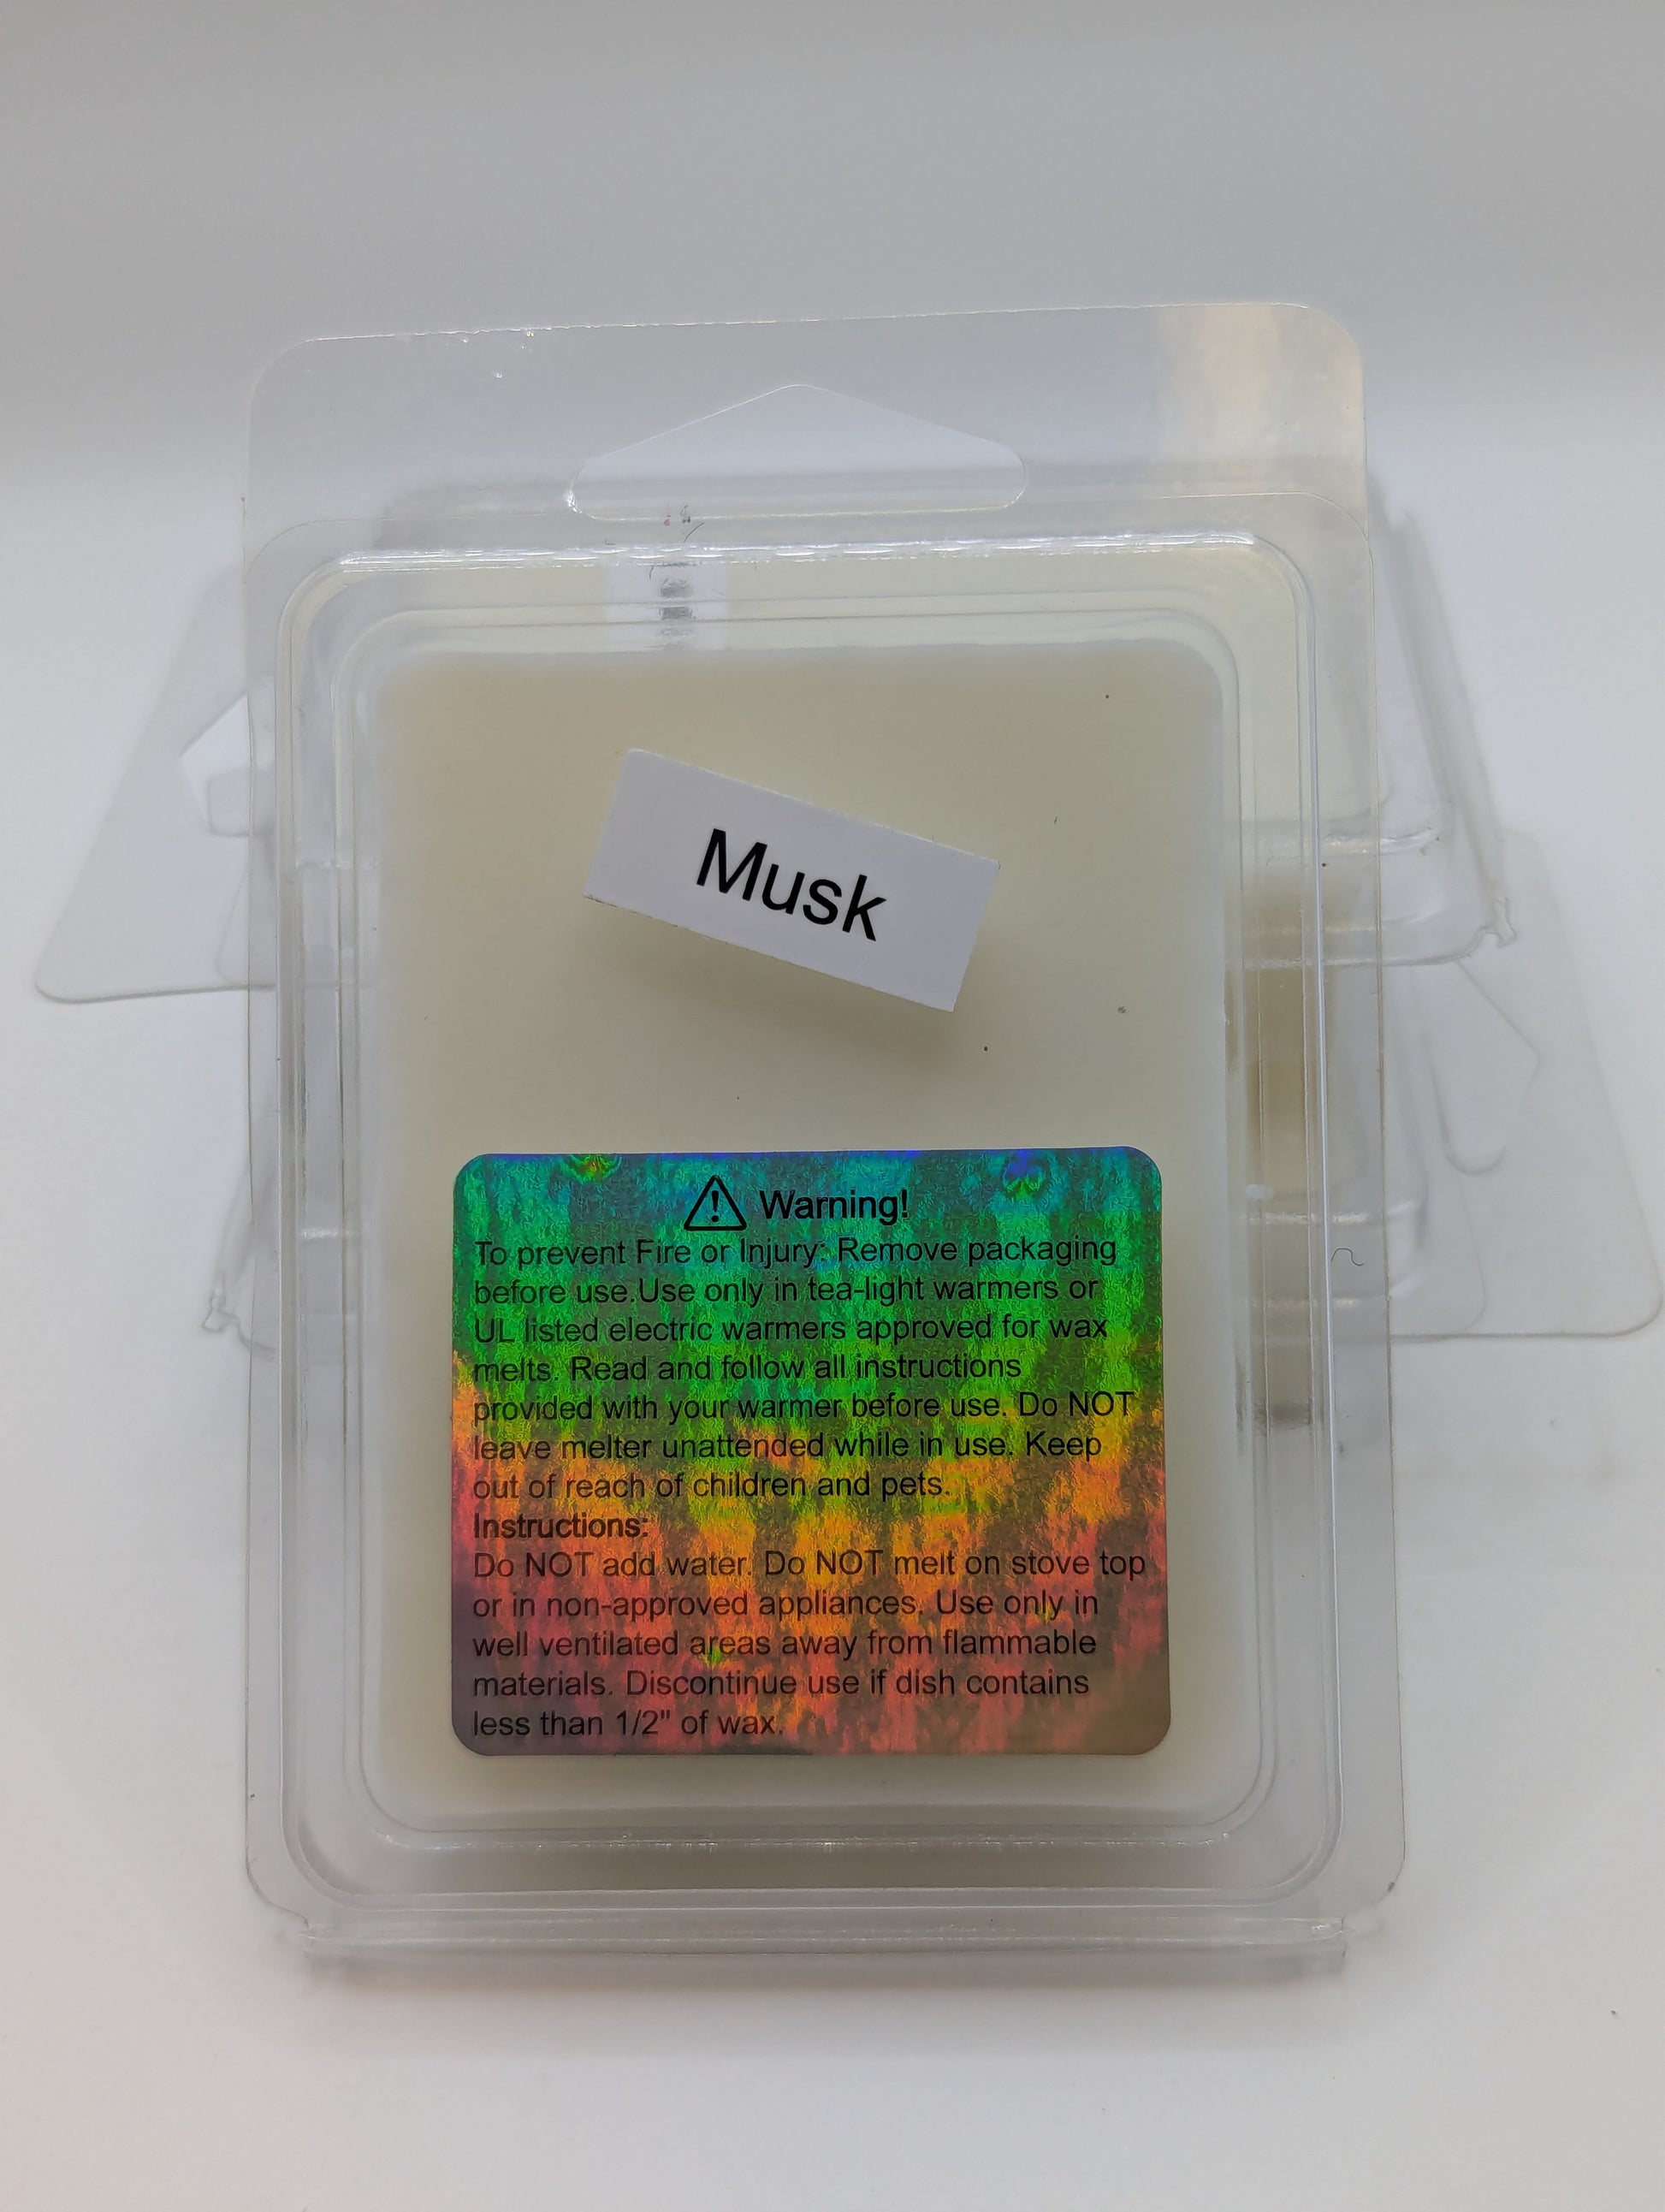 Musk
Warning!
To prevent Fire or Injury: Remove packaging
before use.Use only in tea-light warmers or
UL listed electric warmers approved for wax
melts. Read and follow all instructions
provided with your warmer before use. Do NOT
leave melter unattended while in use. Keep
out of reach of children and pets.
Instructions:
Do NOT add water. Do NOT melt on stove top
or in non-approved appliances. Use only in
well ventilated areas away from flammable
materials. Discontinue use if dish contains
less than 1/2" of wax.